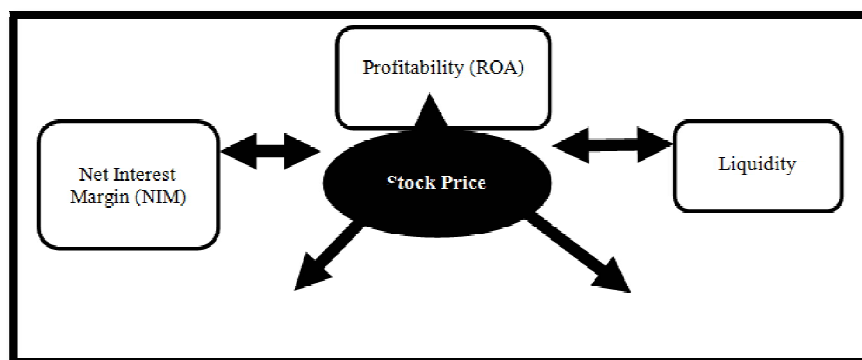 Profitability (ROA)
Net Interest
Margin (NIM)
Stock Price
Liquidity